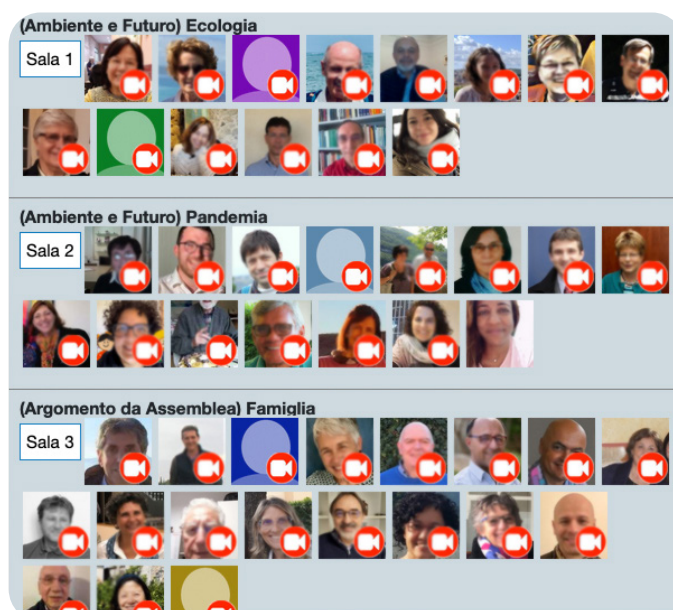 (Ambiente e Futuro) Ecologia
Sala 1
(Ambiente e Futuro) Pandemia
Sala 2
(Argomento da Assemblea) Famiglia
Sala 3